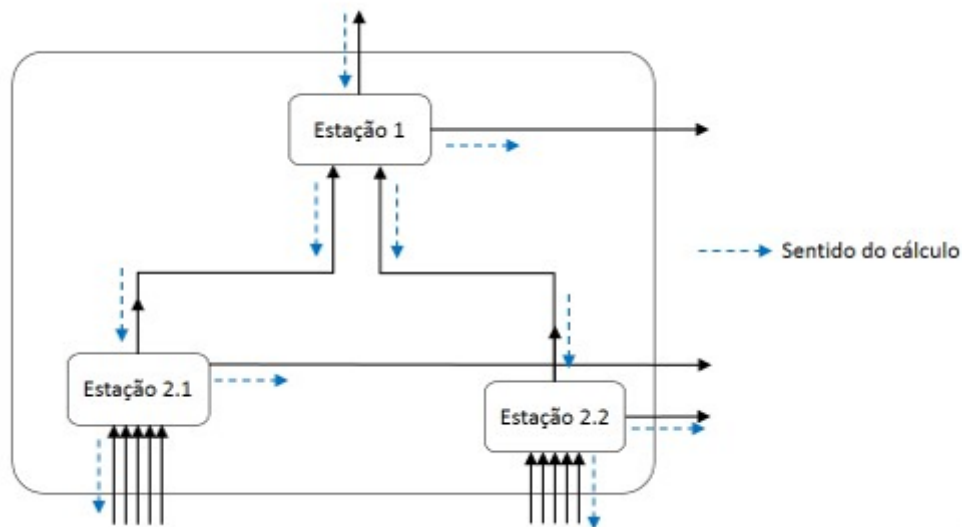 Estação 1
Sentido do cálculo
Estação 2.1
Estação 2.2